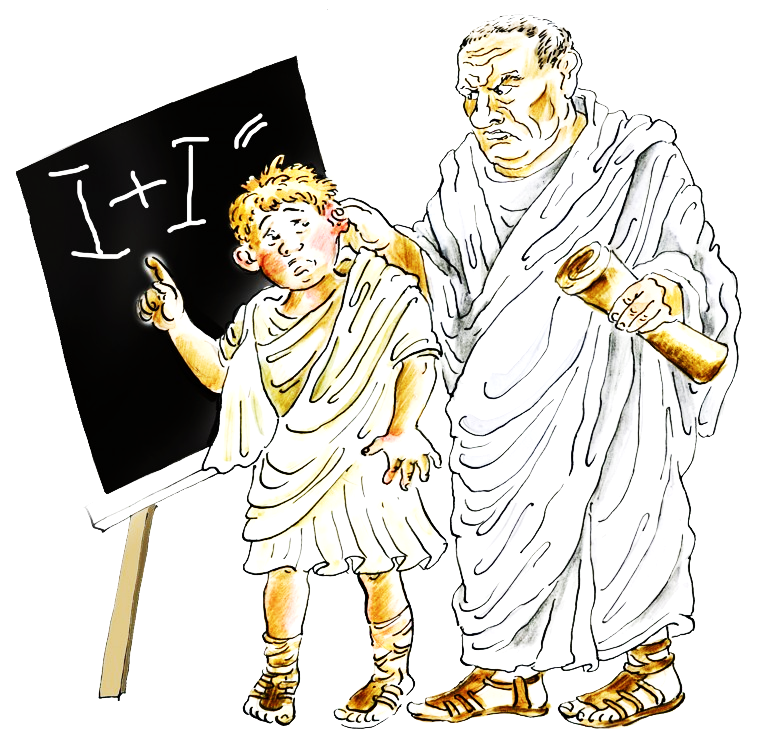 I + I =